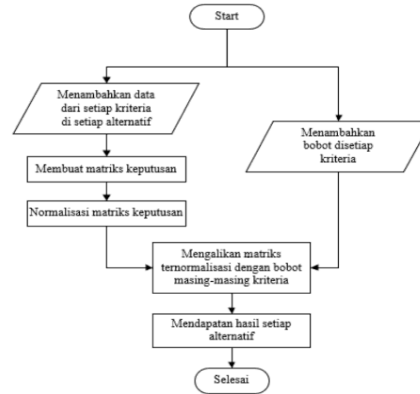 Start
Menambahkan data
dari setiap kriteria
di setiap alternatif
Menambahkan
bobot disetiap
kriteria
Membuat matriks keputusan
Normalisasi matriks keputusan
Mengalikan matriks
ternormalisasi dengan bobot
masing-masing kriteria
Mendapatan hasil setiap
alternatif
Selesai